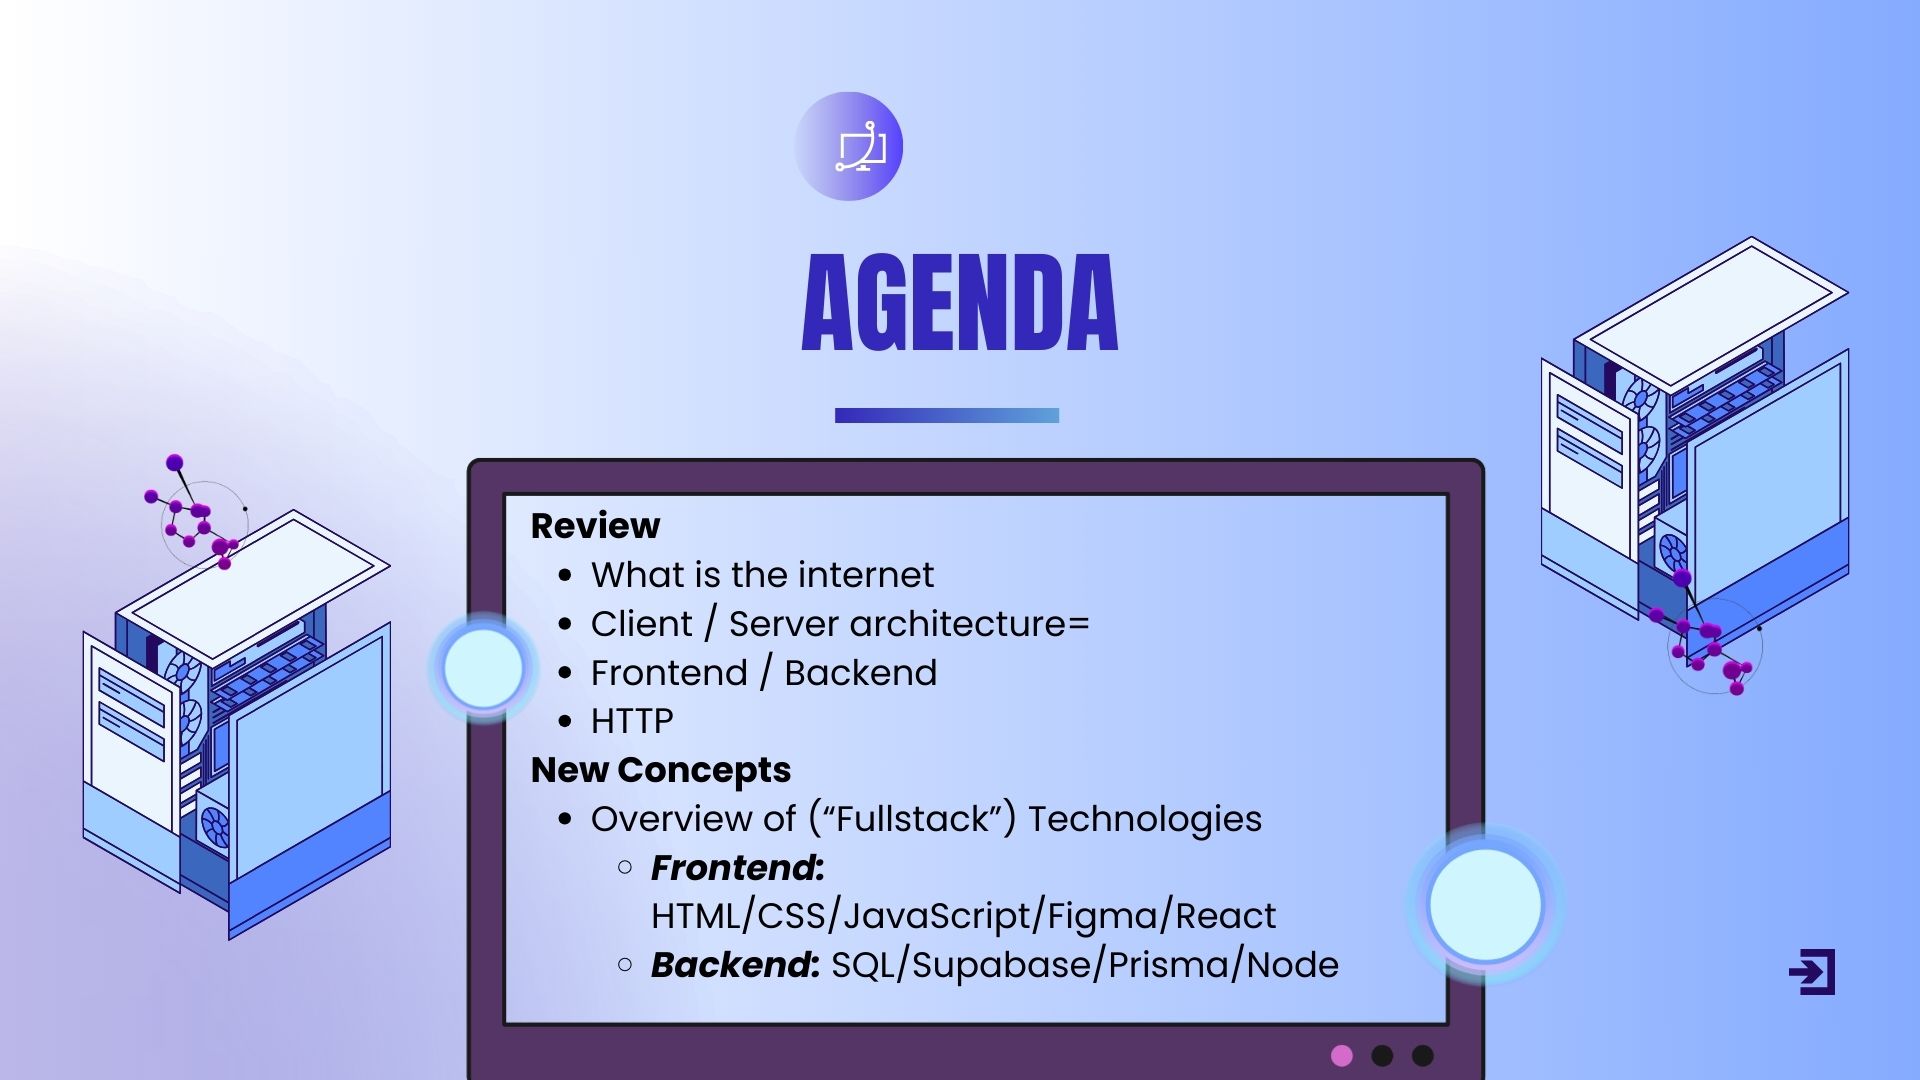 AGENDA
Review
• What is the internet
• Client / Server architecture=
• Frontend / Backend
• HTTP
New Concepts
• Overview of (“Fullstack”) Technologies
○ Frontend:
HTML/CSS/JavaScript/Figma/React
○ Backend: SQL/Supabase/Prisma/Node